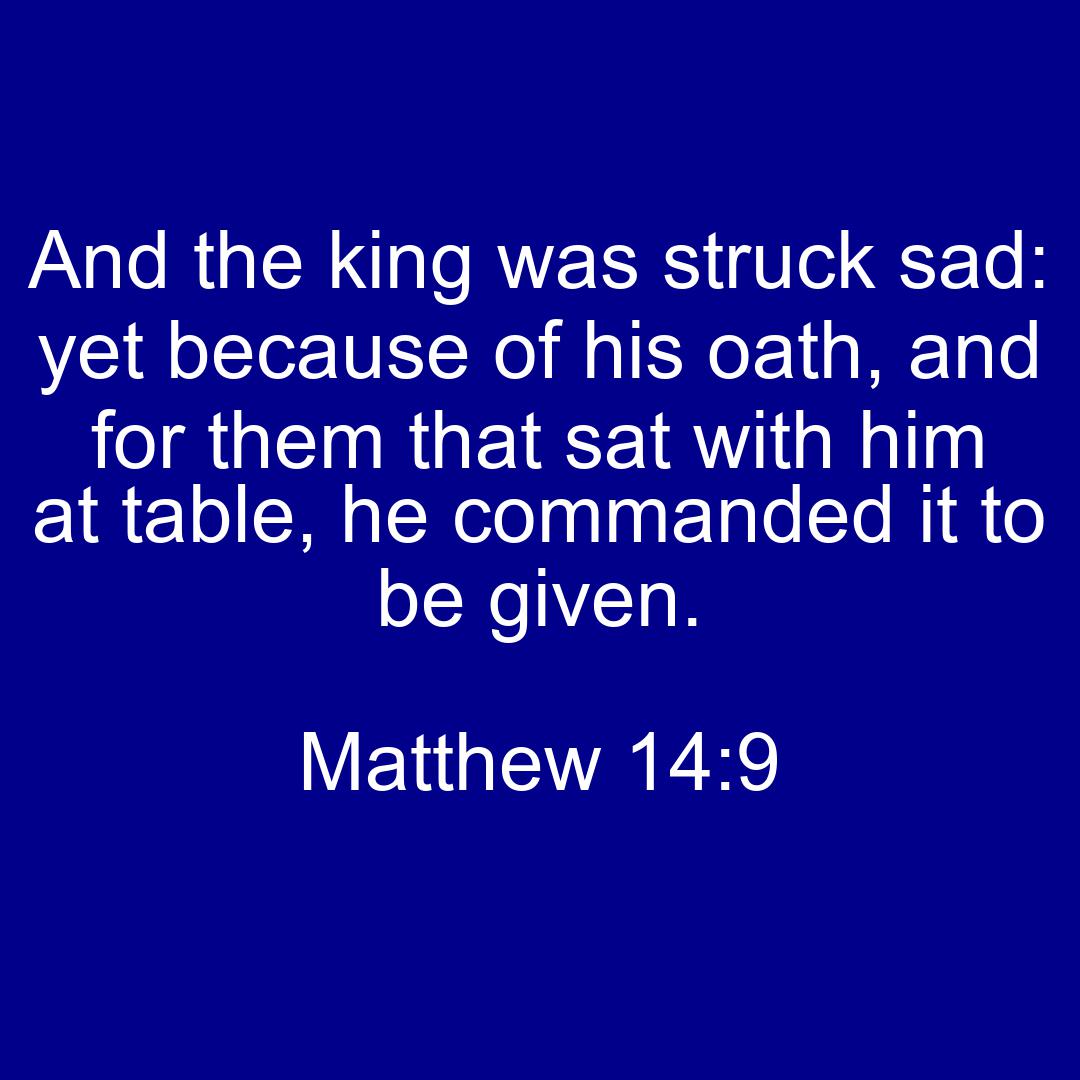 And the king was struck sad:
yet because of his oath, and
for them that sat with him
at table, he commanded it to
be given.
Matthew 14:9